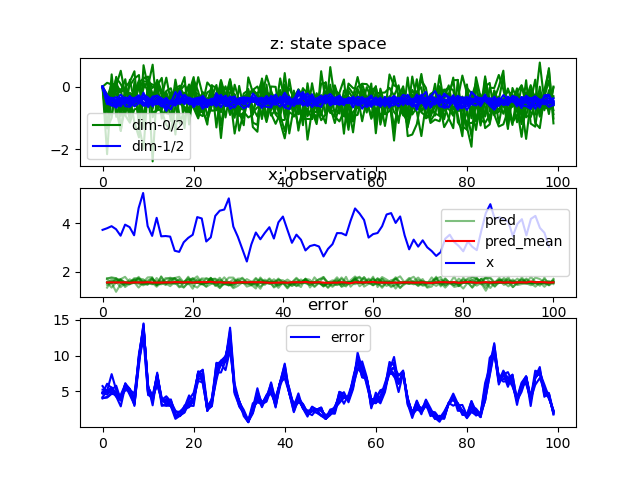 z: state space
0
−2
dim-0/2
dim-1/2
0 20 40 60 80 100
x: observation
4
2
pred
pred_mean
x
0 20 40 60 80 100
error
15
10
5
error
0 20 40 60 80 100